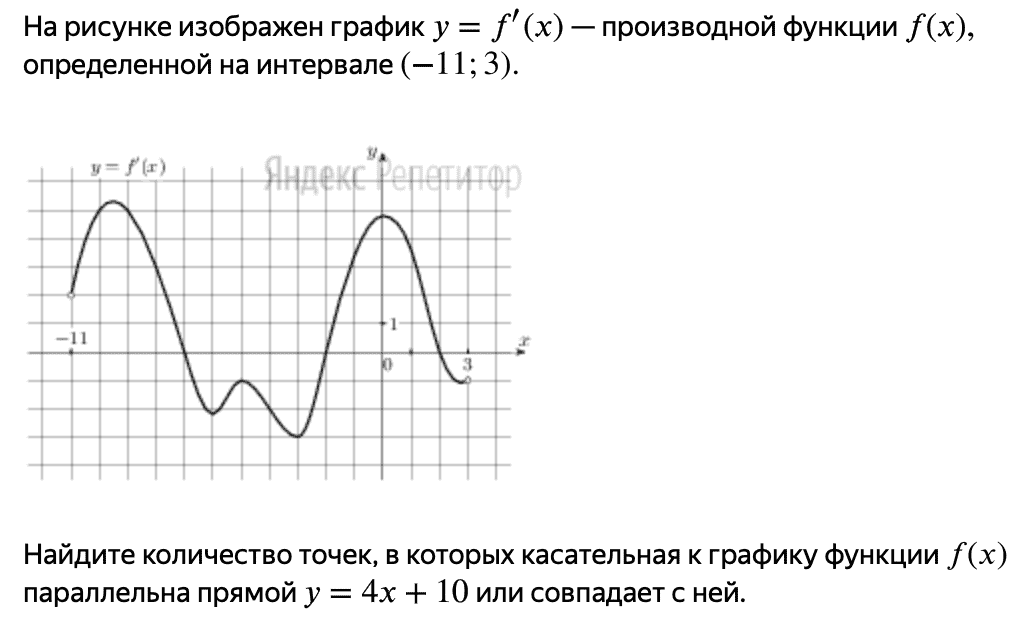 На рисунке изображен график y = f′(x) — производной функции f(x),
определенной на интервале (−11; 3).
y = f′(x)
y
Яндекс Репетитор
1
−11
x
0
3
Найдите количество точек, в которых касательная к графику функции f(x)
параллельна прямой y = 4x + 10 или совпадает с ней.